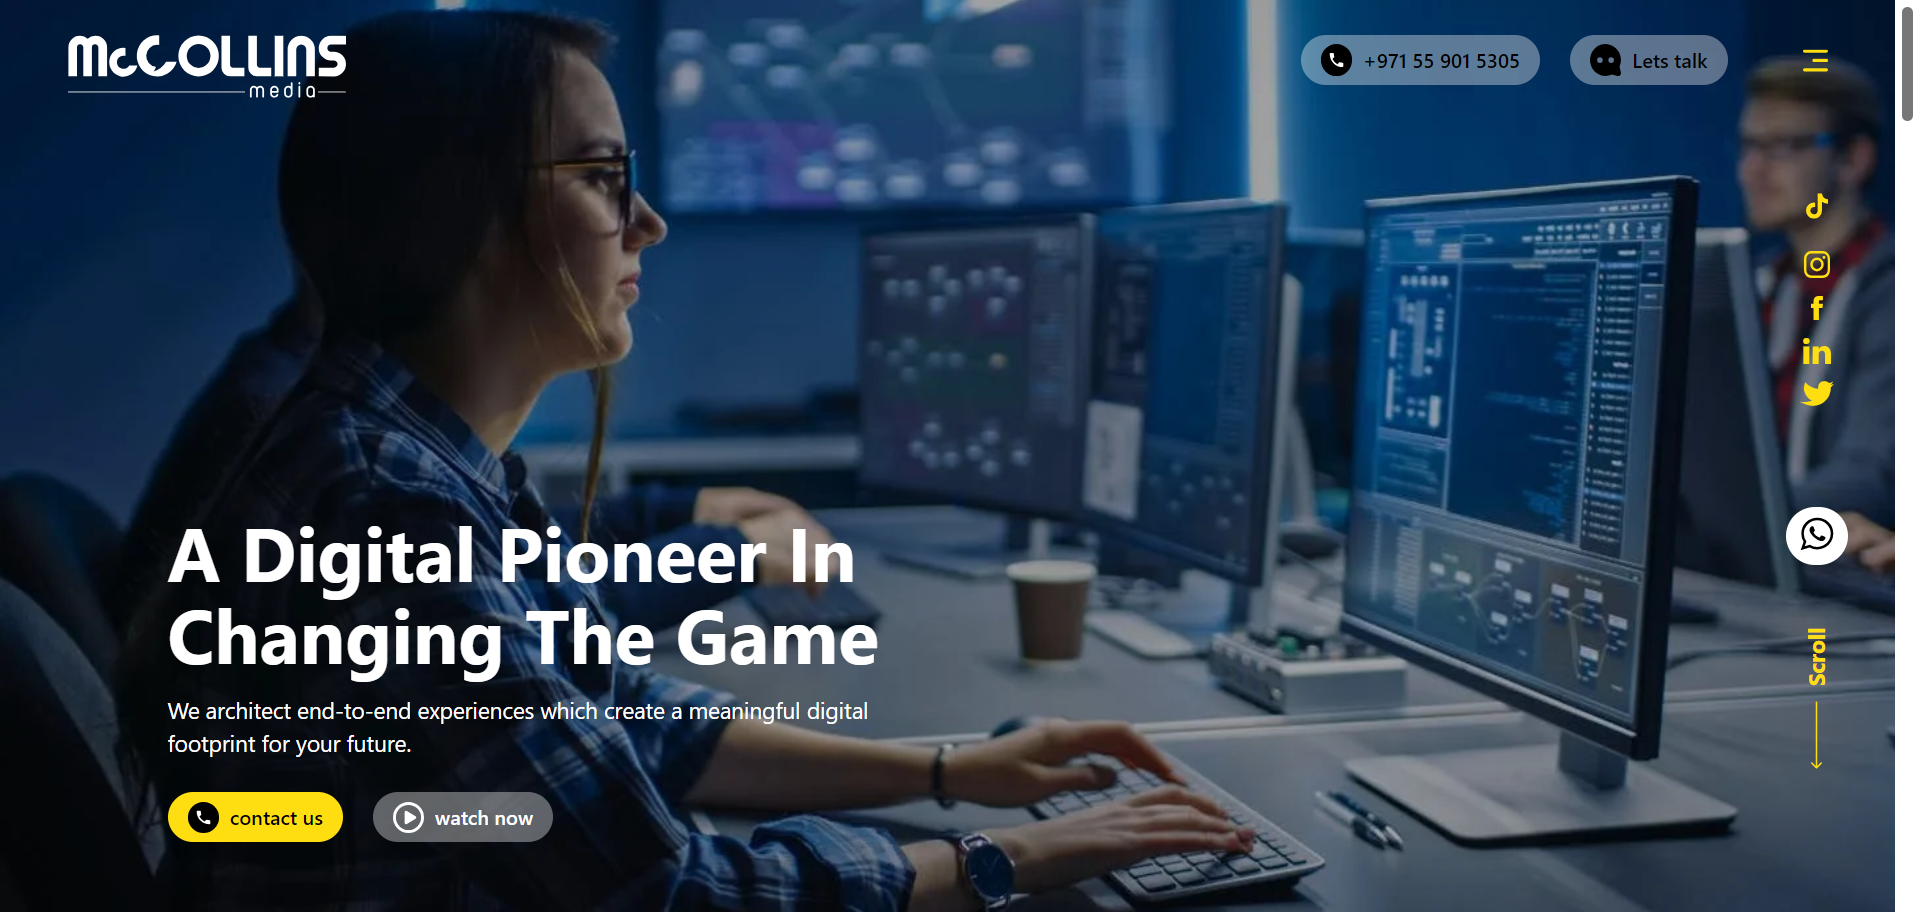 McCOLLINS
media
+971 55 901 5305
Lets talk
A Digital Pioneer In
Changing The Game
We architect end-to-end experiences which create a meaningful digital
footprint for your future.
contact us
watch now
Scroll